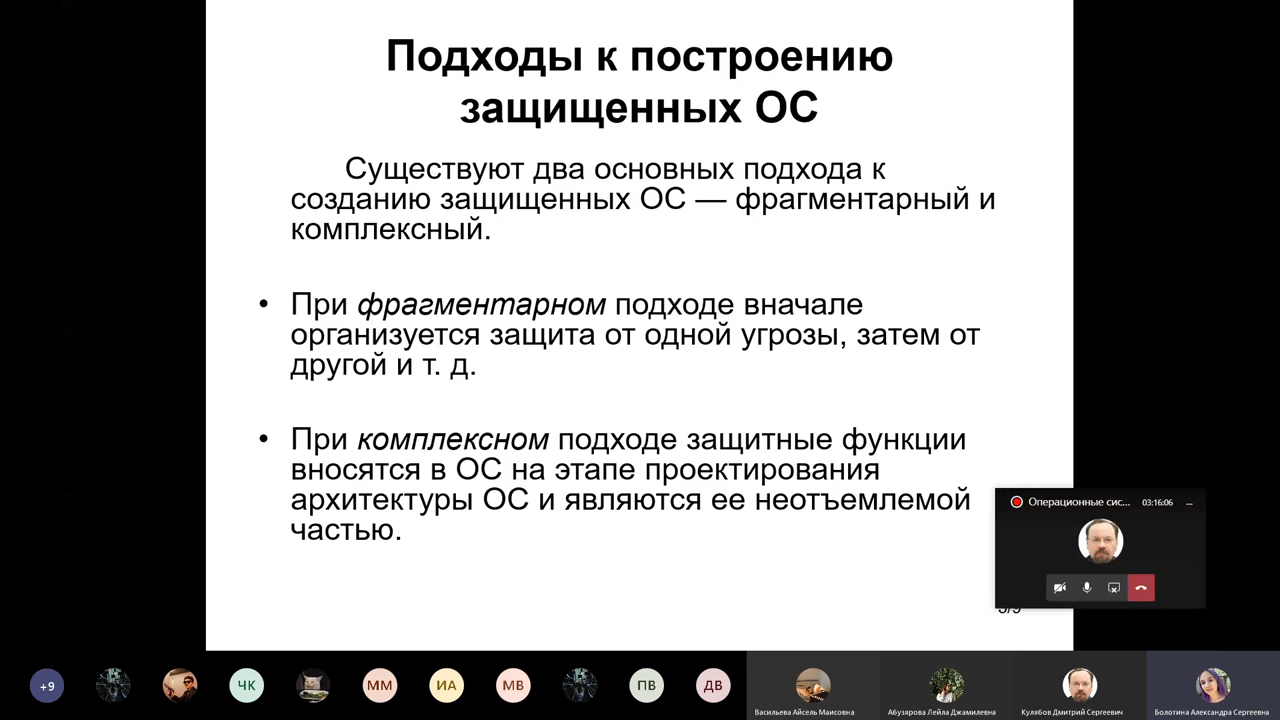 Подходы к построению
защищенных ОС
Существуют два основных подхода к
созданию защищенных ОС — фрагментарный и
комплексный.
• При фрагментарном подходе вначале
организуется защита от одной угрозы, затем от
другой и т. д.
• При комплексном подходе защитные функции
вносятся в ОС на этапе проектирования
архитектуры ОС и являются ее неотъемлемой
частью.
Операционные сис... 03:16:06
+9
ЧК
ММ
ИА
МВ
ПВ
ДВ
Васильева Айсель Маисовна
Абузярова Лейла Джамилевна
Кулябов Дмитрий Сергеевич
Болотина Александра Сергеевна